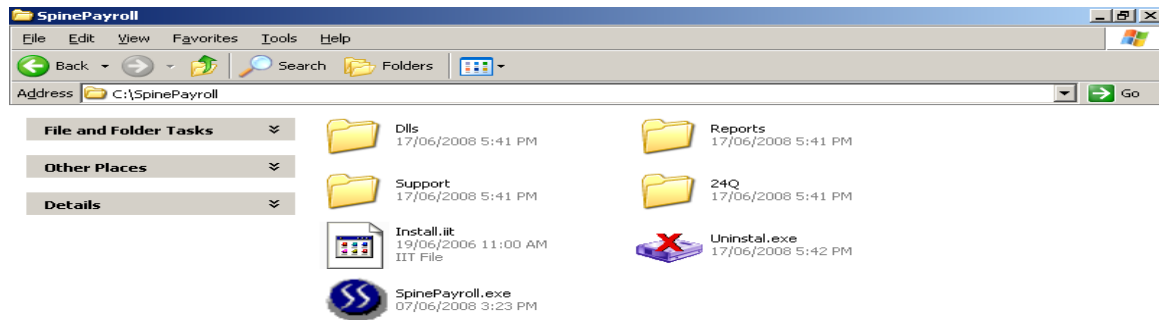 SpinePayroll
File Edit View Favorites Tools Help
Back Search Folders
Address C:\SpinePayroll Go
File and Folder Tasks
Other Places
Details
Dlls
17/06/2008 5:41 PM
Reports
17/06/2008 5:41 PM
Support
17/06/2008 5:41 PM
24Q
17/06/2008 5:41 PM
Install.iit
19/06/2006 11:00 AM
IIT File
Uninstal.exe
17/06/2008 5:42 PM
SS
SpinePayroll.exe
07/06/2008 3:23 PM